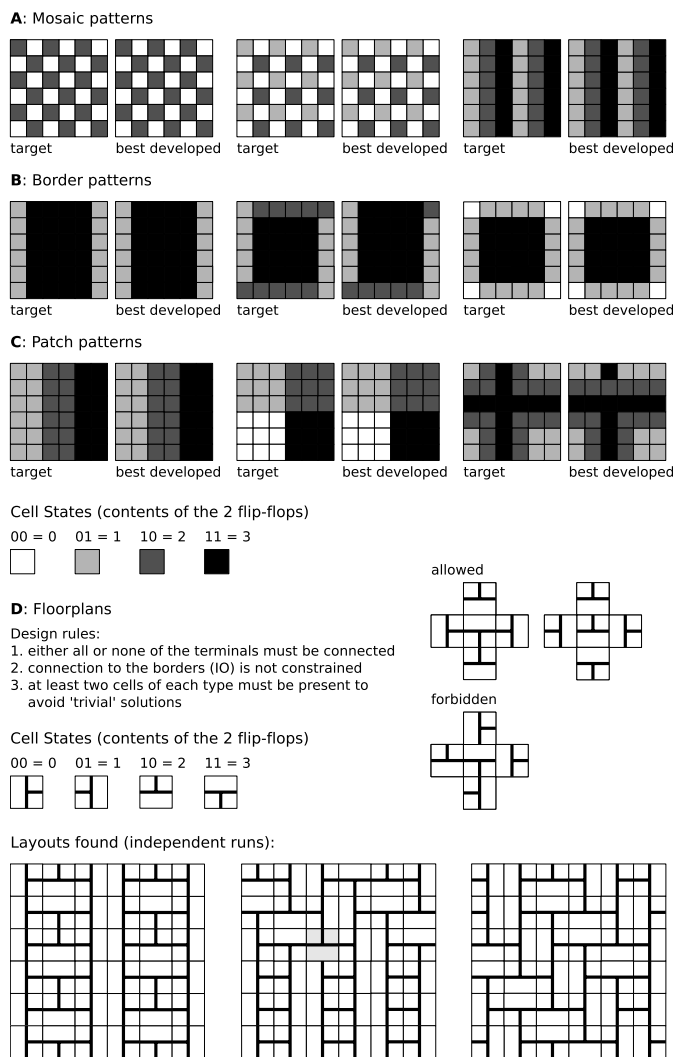 A: Mosaic patterns
target best developed target best developed target best developed
B: Border patterns
target best developed target best developed target best developed
C: Patch patterns
target best developed target best developed target best developed
Cell States (contents of the 2 flip-flops)
00 = 0 01 = 1 10 = 2 11 = 3
allowed
D: Floorplans
Design rules:
1. either all or none of the terminals must be connected
2. connection to the borders (IO) is not constrained
3. at least two cells of each type must be present to
avoid 'trivial' solutions
forbidden
Cell States (contents of the 2 flip-flops)
00 = 0 01 = 1 10 = 2 11 = 3
Layouts found (independent runs):